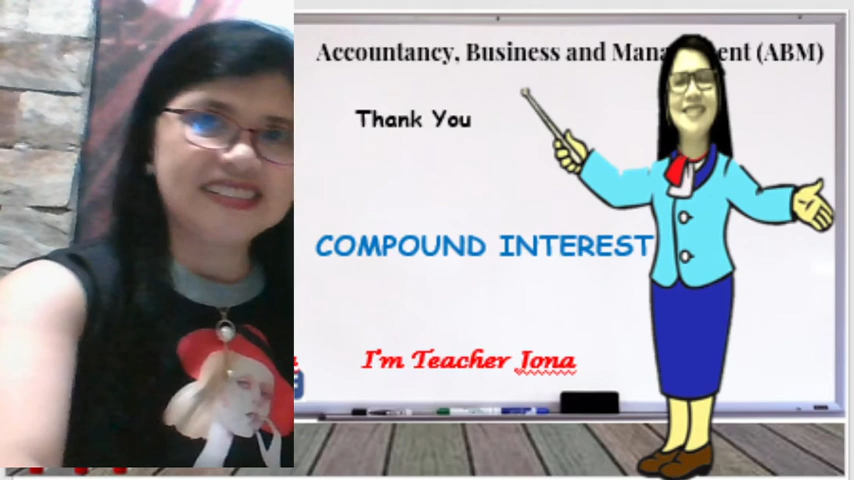 Accountancy, Business and Mana ent (ABM)
Thank You
COMPOUND INTEREST
I'm Teacher Jona